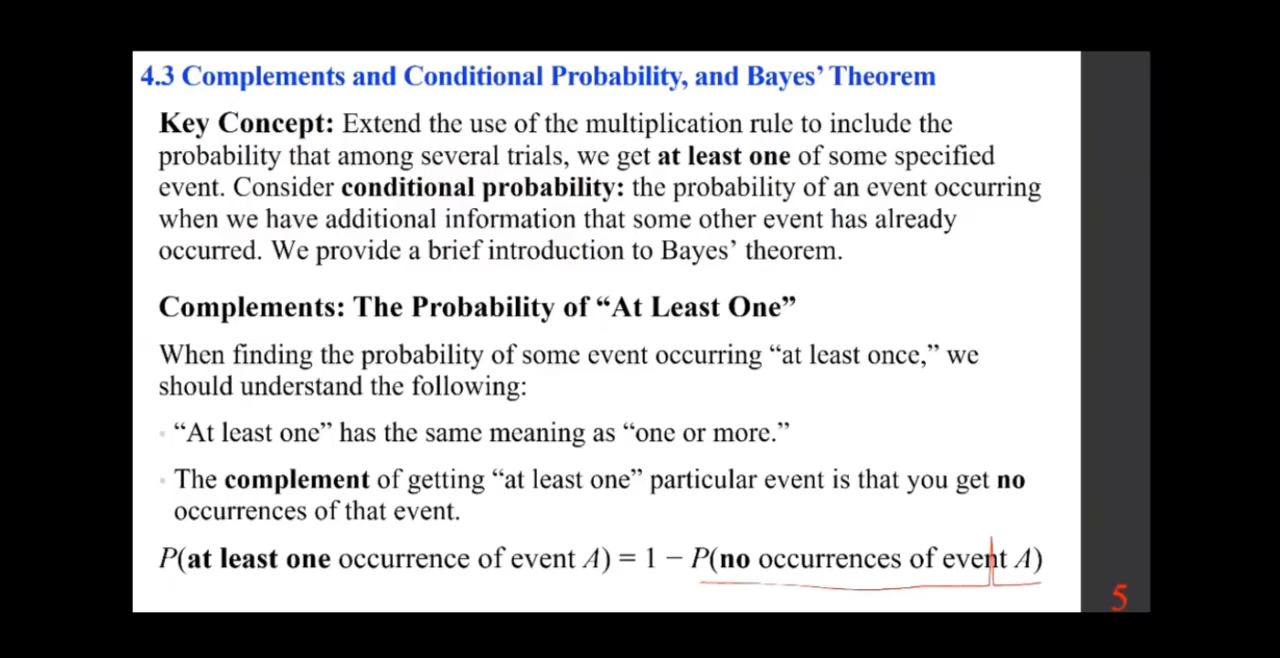 4.3 Complements and Conditional Probability, and Bayes’ Theorem
Key Concept: Extend the use of the multiplication rule to include the
probability that among several trials, we get at least one of some specified
event. Consider conditional probability: the probability of an event occurring
when we have additional information that some other event has already
occurred. We provide a brief introduction to Bayes’ theorem.
Complements: The Probability of “At Least One”
When finding the probability of some event occurring “at least once,” we
should understand the following:
“At least one” has the same meaning as “one or more.”
The complement of getting “at least one” particular event is that you get no
occurrences of that event.
P(at least one occurrence of event A) = 1 − P(no occurrences of event A)
5